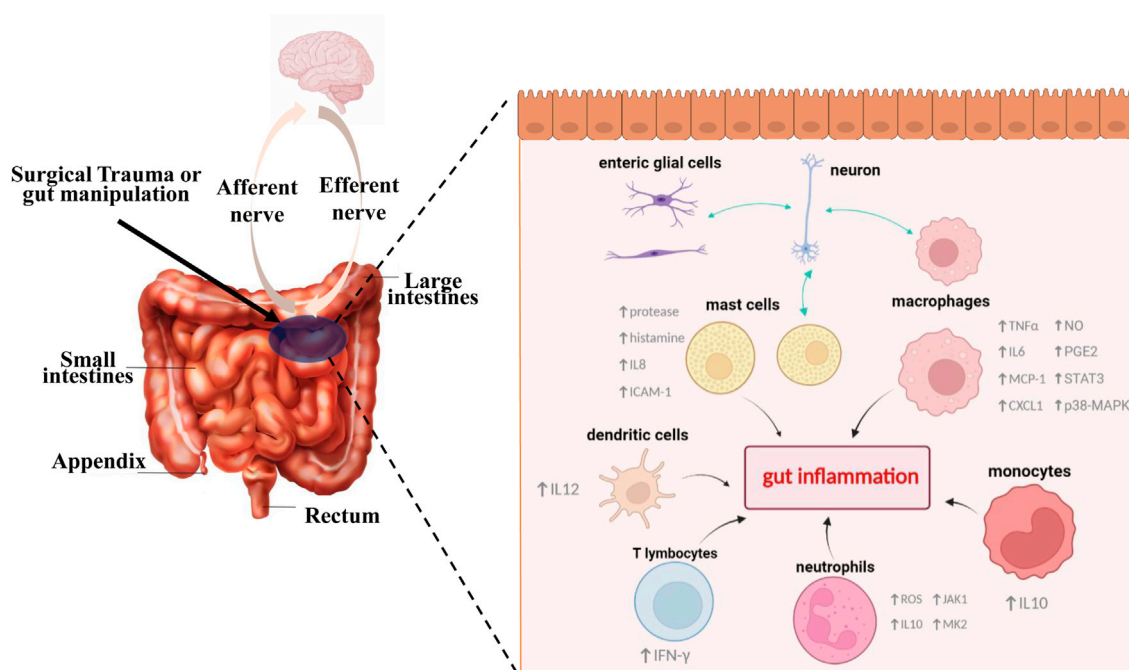 Surgical Trauma or
gut manipulation
Afferent
nerve
Efferent
nerve
Large
intestines
Small
intestines
Appendix
Rectum
enteric glial cells
neuron
macrophages
mast cells
↑protease
↑histamine
↑IL8
↑ICAM-1
↑TNFα ↑NO
↑IL6 ↑PGE2
↑MCP-1 ↑STAT3
↑CXCL1 ↑p38-MAPK
dendritic cells
↑IL12
gut inflammation
monocytes
↑IL10
T lymbocytes
↑IFN-γ
neutrophils
↑ROS ↑JAK1
↑IL10 ↑MK2